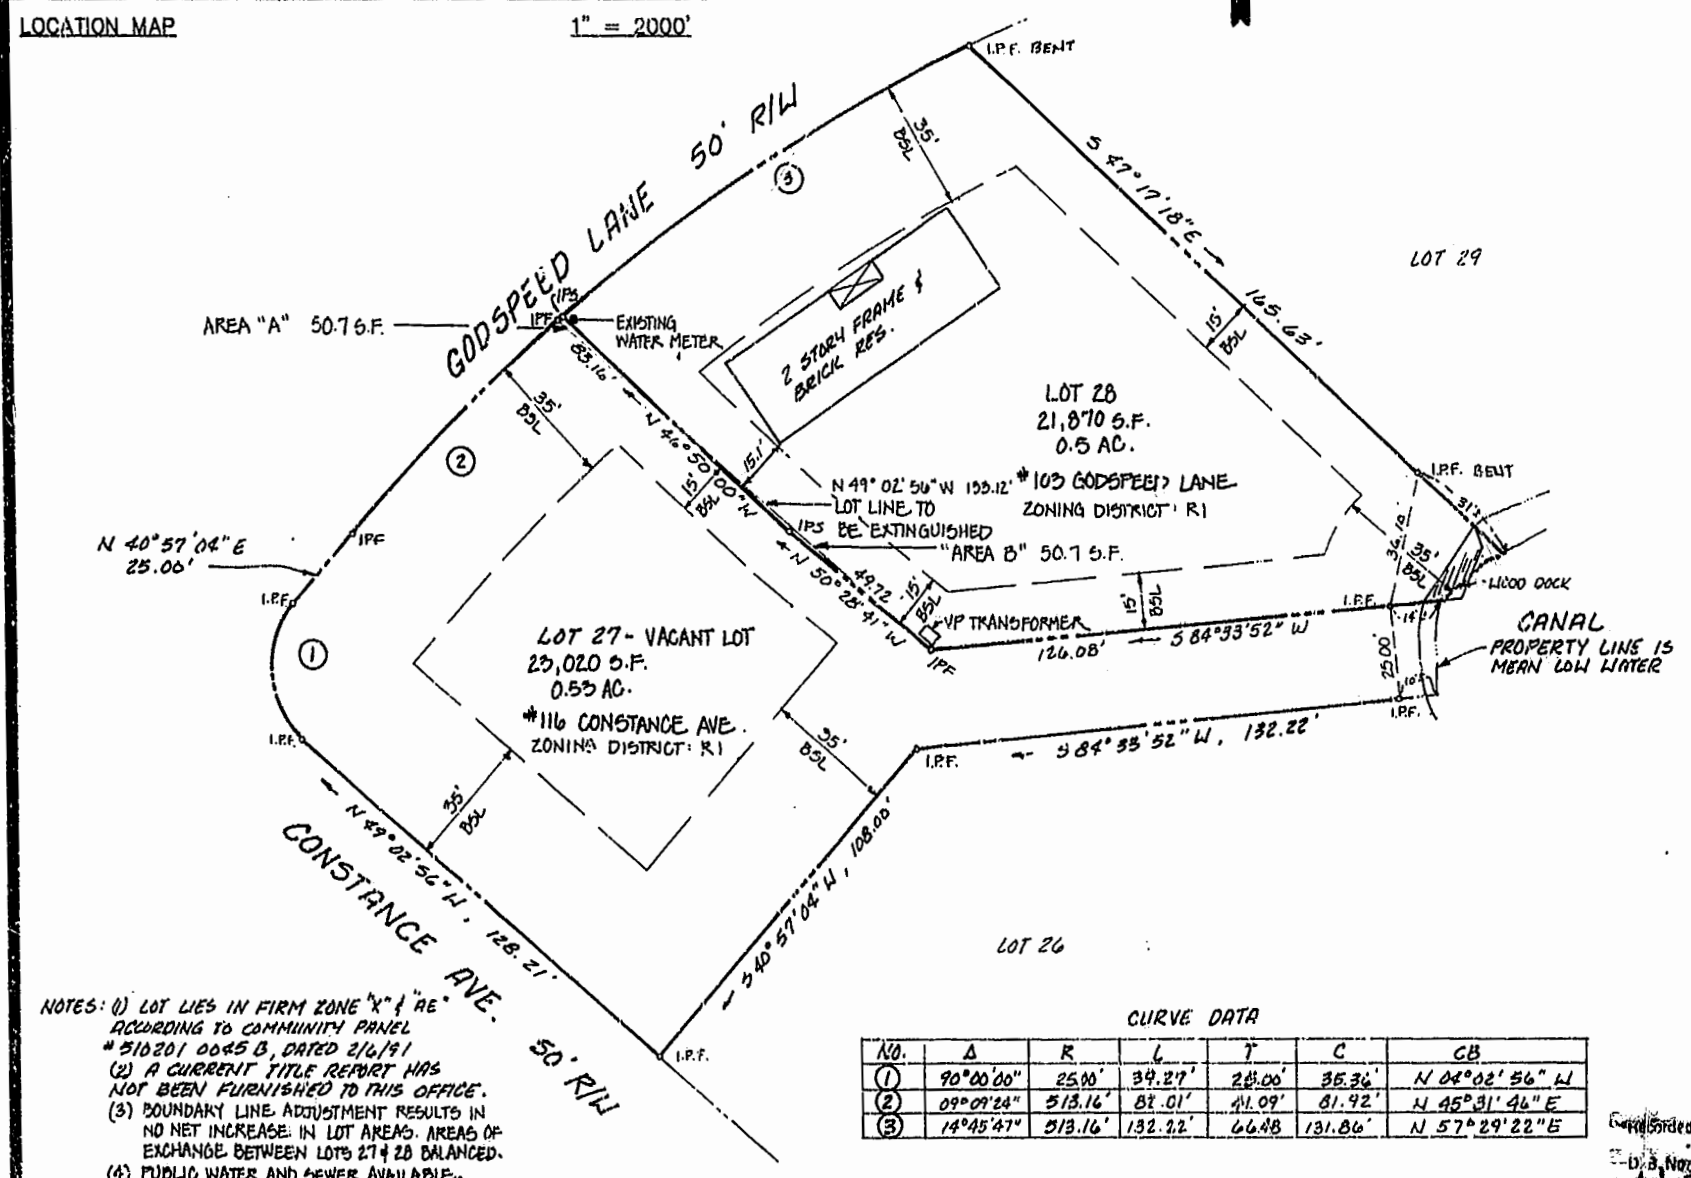 LOCATION MAP
1" = 2000'
I.P.F. BENT
GODSPEED LANE 50' R/W
35'
BSL
3
S 47° 17' 18" E
165.63'
LOT 29
IPS
IPF
AREA "A" 50.7 S.F.
EXISTING
WATER METER
83.16'
N 46° 50' 00" W
2 STORY FRAME &
BRICK RES.
15'
BSL
LOT 28
21,870 S.F.
0.5 AC.
#103 GODSPEED LANE
ZONING DISTRICT: R1
35'
BSL
2
15'
BSL
15.1'
N 49° 02' 56" W 133.12'
LOT LINE TO
BE EXTINGUISHED
IPS
"AREA B" 50.7 S.F.
49.72
N 50° 28' 41" W
I.P.F. BENT
36.10
35'
BSL
WOOD DOCK
N 40° 57' 04" E
25.00'
IPF
I.P.F.
1
15'
BSL
VP TRANSFORMER
IPF
15'
BSL
126.08'
S 84° 33' 52" W
I.P.F.
25.00'
CANAL
PROPERTY LINE IS
MEAN LOW WATER
I.P.F.
LOT 27 - VACANT LOT
23,020 S.F.
0.53 AC.
#116 CONSTANCE AVE.
ZONING DISTRICT: R1
35'
BSL
I.P.F.
I.P.F.
S 84° 33' 52" W, 132.22'
35'
BSL
N 49° 02' 56" W, 128.21'
S 40° 57' 04" W, 108.00'
CONSTANCE AVE. 50' R/W
LOT 26
I.P.F.
NOTES: (1) LOT LIES IN FIRM ZONE "X" & "AE"
ACCORDING TO COMMUNITY PANEL
#510201 0045 B, DATED 2/6/91
(2) A CURRENT TITLE REPORT HAS
NOT BEEN FURNISHED TO THIS OFFICE.
(3) BOUNDARY LINE ADJUSTMENT RESULTS IN
NO NET INCREASE IN LOT AREAS. AREAS OF
EXCHANGE BETWEEN LOTS 27 & 28 BALANCED.
(4) PUBLIC WATER AND SEWER AVAILABLE.
CURVE DATA
NO. Δ R L T C CB
1 90°00'00" 25.00' 39.27' 25.00' 35.36' N 04°02'56" W
2 09°09'24" 513.16' 82.01' 41.09' 81.92' N 45°31'46" E
3 14°45'47" 513.16' 132.22' 66.48 131.86' N 57°29'22" E
D.B. No